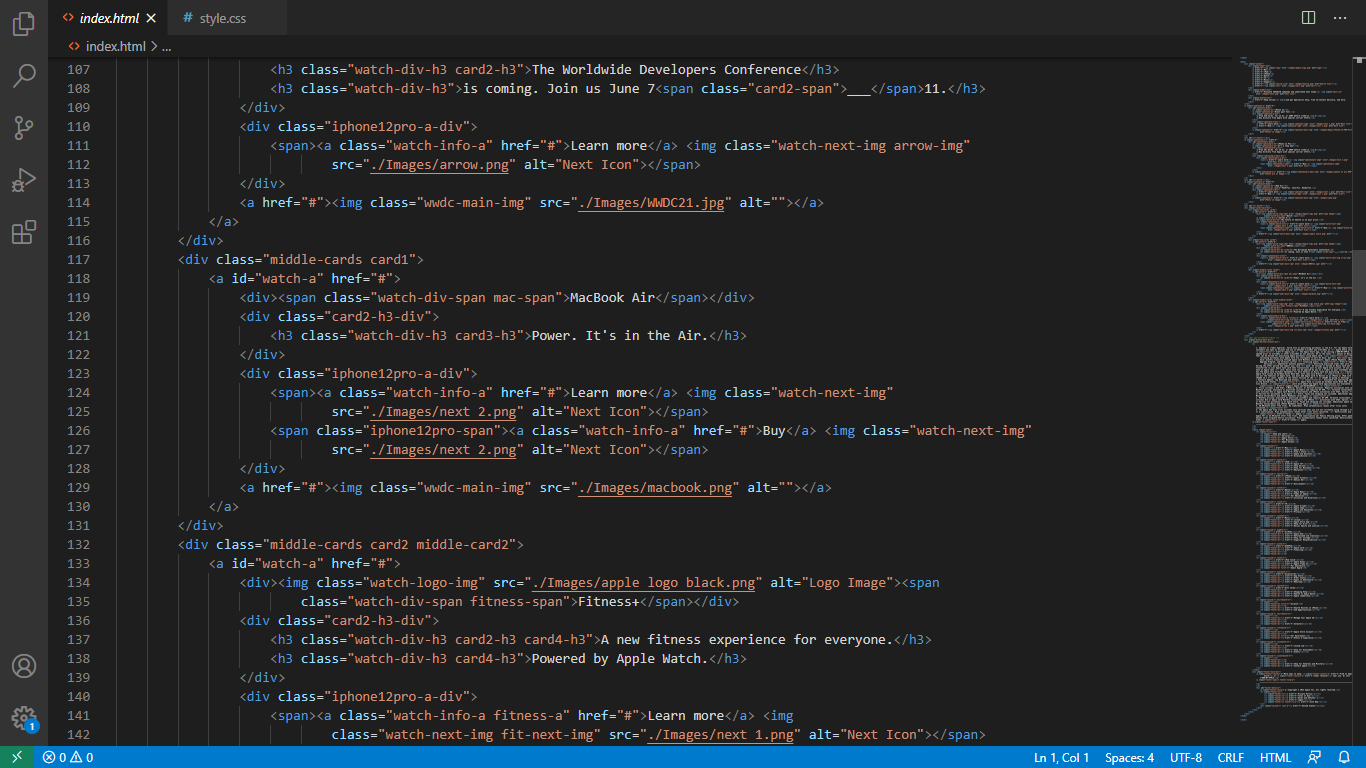 index.html
style.css
index.html > ...
107 <h3 class="watch-div-h3 card2-h3">The Worldwide Developers Conference</h3>
108 <h3 class="watch-div-h3">is coming. Join us June 7<span class="card2-span">___</span>11.</h3>
109 </div>
110 <div class="iphone12pro-a-div">
111 <span><a class="watch-info-a" href="#">Learn more</a> <img class="watch-next-img arrow-img"
112 src="./Images/arrow.png" alt="Next Icon"></span>
113 </div>
114 <a href="#"><img class="wwdc-main-img" src="./Images/WWDC21.jpg" alt=""></a>
115 </a>
116 </div>
117 <div class="middle-cards card1">
118 <a id="watch-a" href="#">
119 <div><span class="watch-div-span mac-span">MacBook Air</span></div>
120 <div class="card2-h3-div">
121 <h3 class="watch-div-h3 card3-h3">Power. It's in the Air.</h3>
122 </div>
123 <div class="iphone12pro-a-div">
124 <span><a class="watch-info-a" href="#">Learn more</a> <img class="watch-next-img"
125 src="./Images/next 2.png" alt="Next Icon"></span>
126 <span class="iphone12pro-span"><a class="watch-info-a" href="#">Buy</a> <img class="watch-next-img"
127 src="./Images/next 2.png" alt="Next Icon"></span>
128 </div>
129 <a href="#"><img class="wwdc-main-img" src="./Images/macbook.png" alt=""></a>
130 </a>
131 </div>
132 <div class="middle-cards card2 middle-card2">
133 <a id="watch-a" href="#">
134 <div><img class="watch-logo-img" src="./Images/apple logo black.png" alt="Logo Image"><span
135 class="watch-div-span fitness-span">Fitness+</span></div>
136 <div class="card2-h3-div">
137 <h3 class="watch-div-h3 card2-h3 card4-h3">A new fitness experience for everyone.</h3>
138 <h3 class="watch-div-h3 card4-h3">Powered by Apple Watch.</h3>
139 </div>
140 <div class="iphone12pro-a-div">
141 <span><a class="watch-info-a fitness-a" href="#">Learn more</a> <img
142 class="watch-next-img fit-next-img" src="./Images/next 1.png" alt="Next Icon"></span>
1
0 0 Ln 1, Col 1 Spaces: 4 UTF-8 CRLF HTML